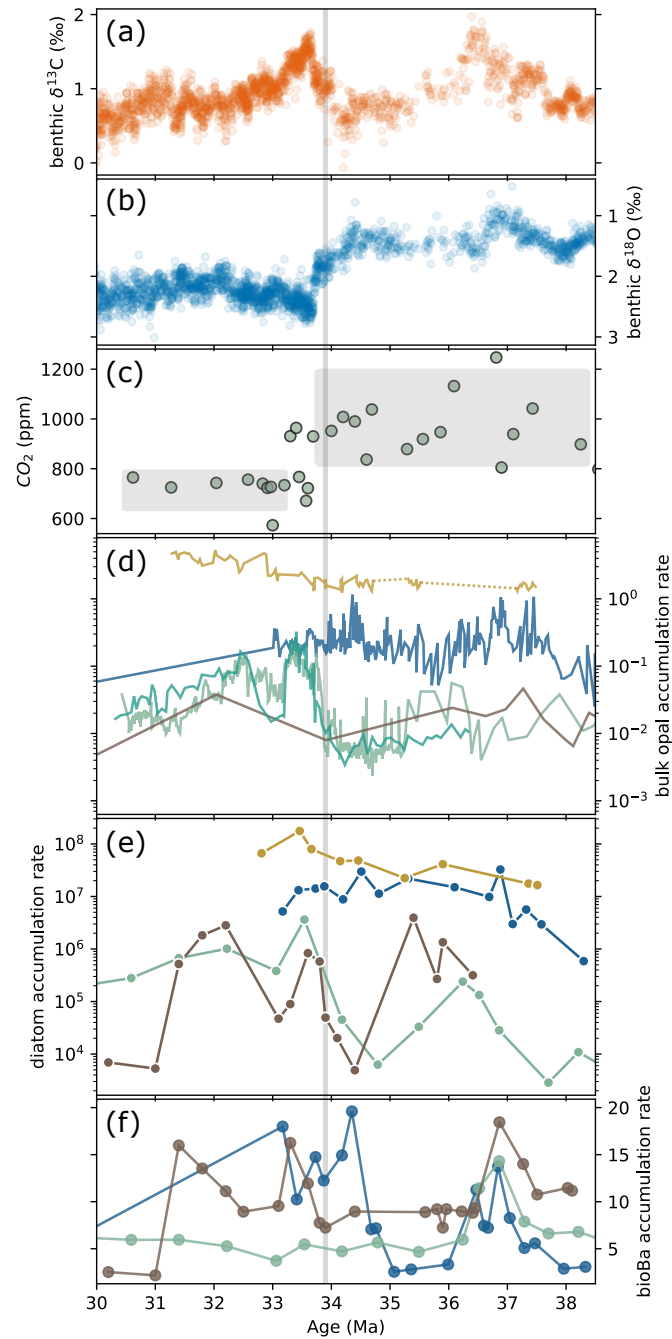 (a)
benthic δ¹³C (‰)
2
1
0
(b)
benthic δ¹⁸O (‰)
1
2
3
(c)
CO₂ (ppm)
1200
1000
800
600
(d)
bulk opal accumulation rate
10⁰
10⁻¹
10⁻²
10⁻³
(e)
diatom accumulation rate
10⁸
10⁷
10⁶
10⁵
10⁴
(f)
bioBa accumulation rate
20
15
10
5
30 31 32 33 34 35 36 37 38
Age (Ma)